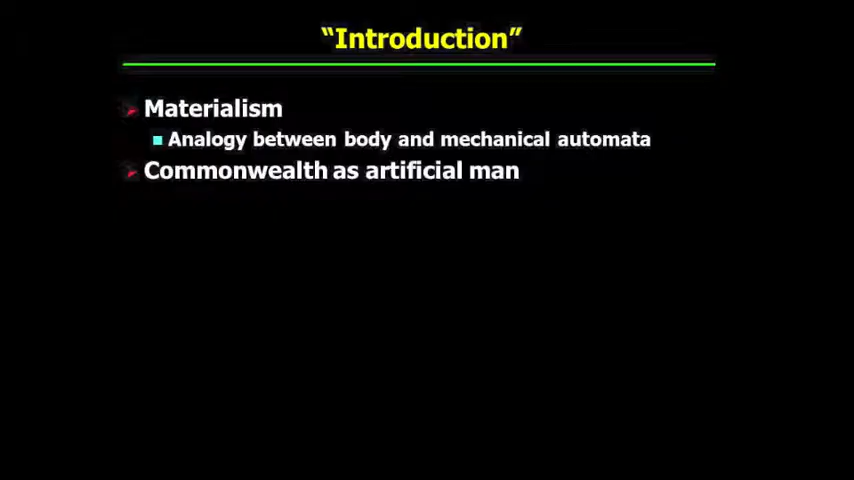 “Introduction”
Materialism
Analogy between body and mechanical automata
Commonwealth as artificial man